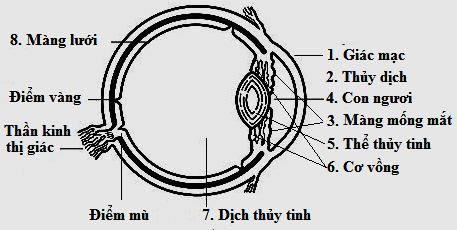 8. Màng lưới
1. Giác mạc
2. Thủy dịch
4. Con ngươi
3. Màng mống mắt
5. Thể thủy tinh
6. Cơ vồng
Điểm vàng
Thần kinh
thị giác
Điểm mù
7. Dịch thủy tinh